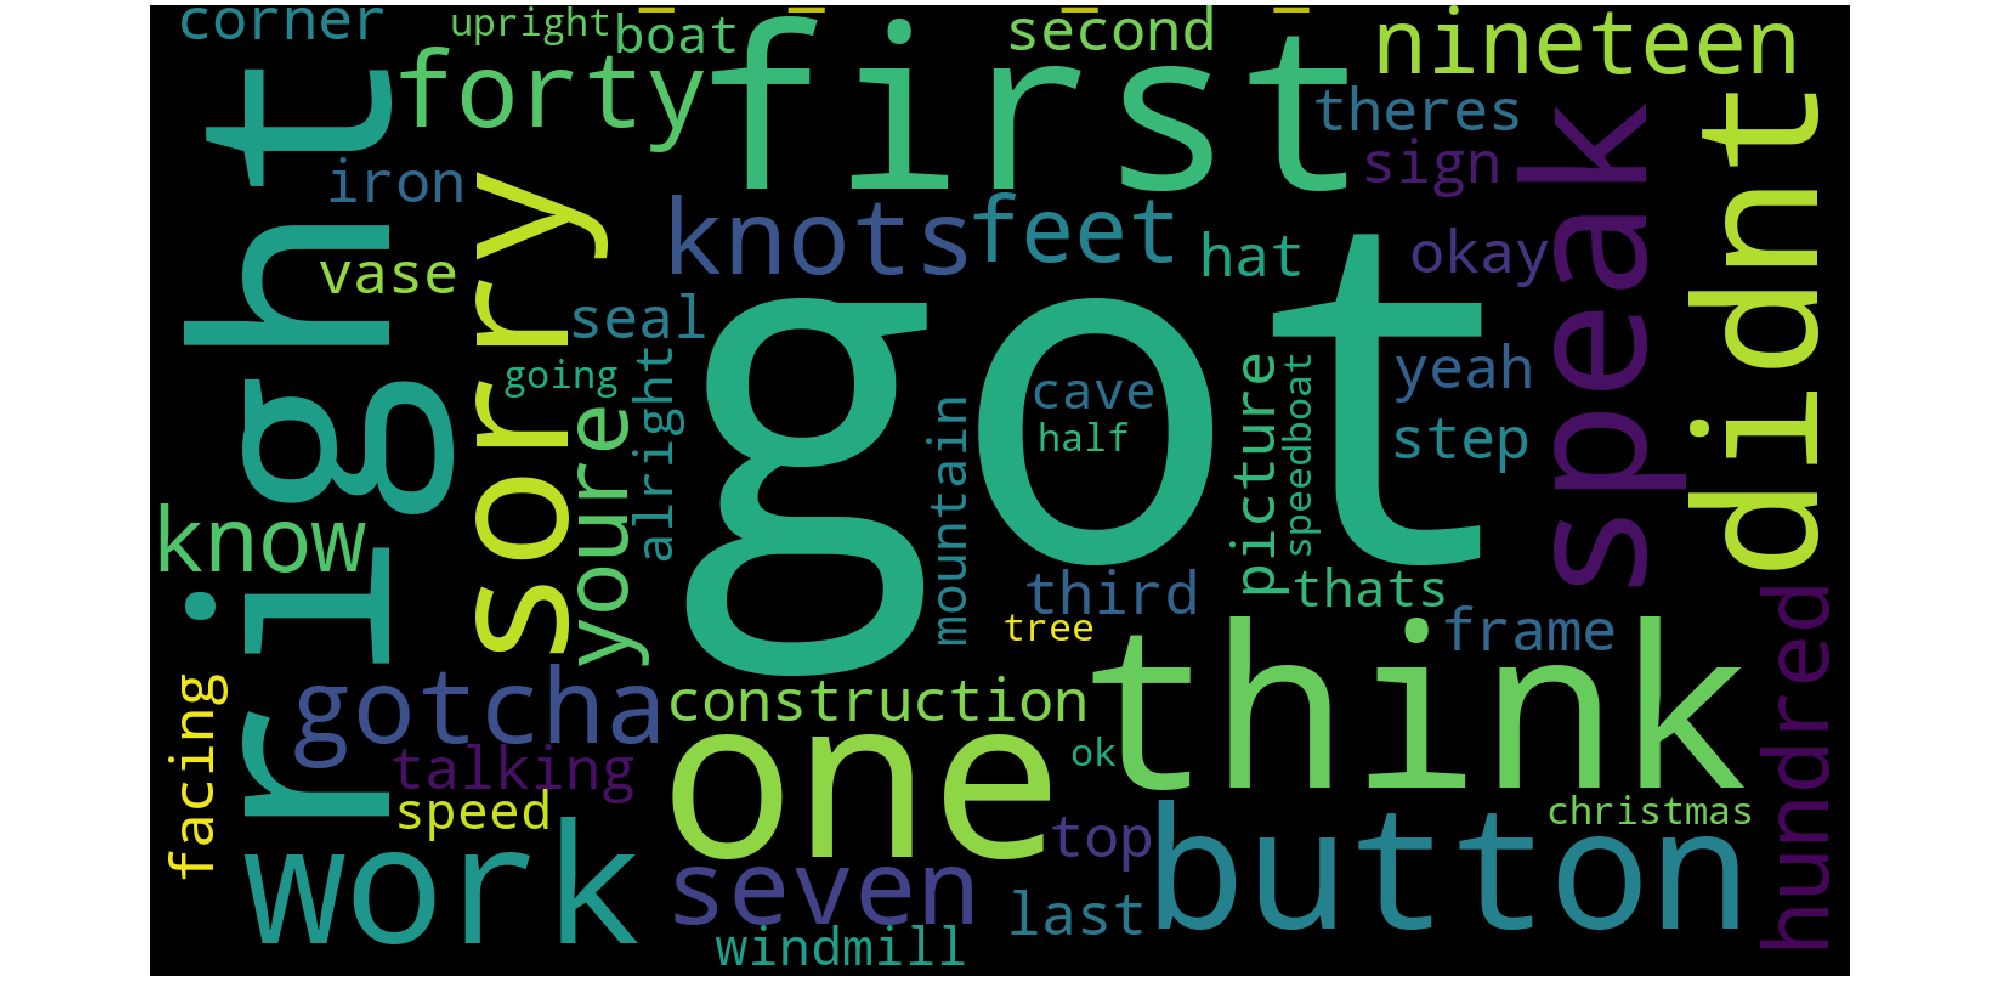 corner
upright
boat
second
nineteen
forty
first
theres
sign
iron
knots
feet
hat
okay
speak
didnt
right
vase
sorry
seal
got
going
alright
youre
cave
half
mountain
picture
speedboat
yeah
step
know
third
thats
tree
frame
think
hundred
facing
gotcha
construction
one
ok
talking
speed
work
top
button
christmas
seven
last
windmill